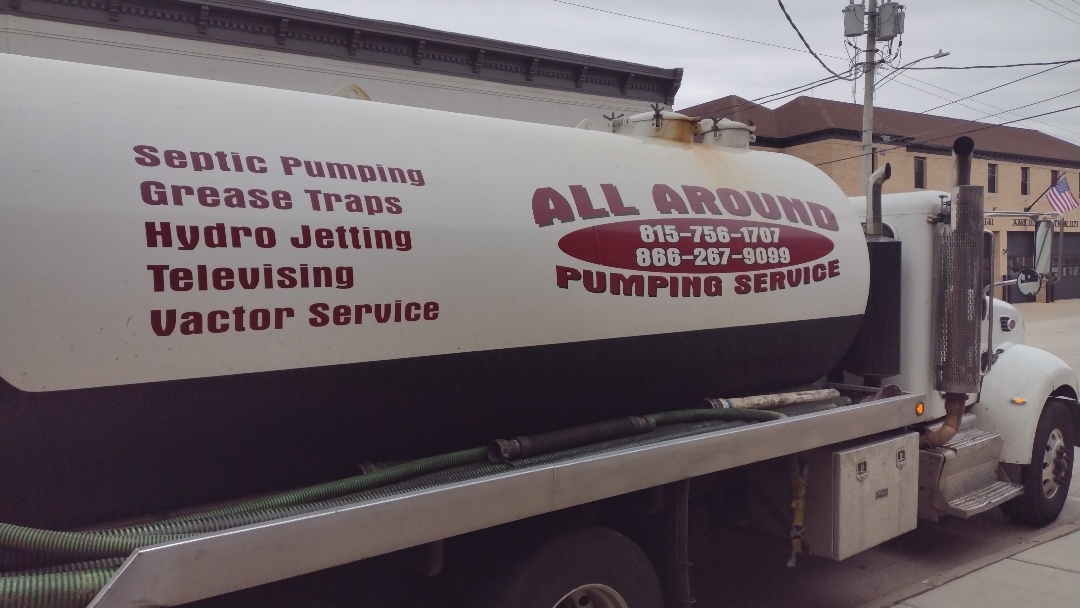 Septic Pumping
Grease Traps
Hydro Jetting
Televising
Vactor Service
ALL AROUND
815-756-1707
866-267-9099
PUMPING SERVICE